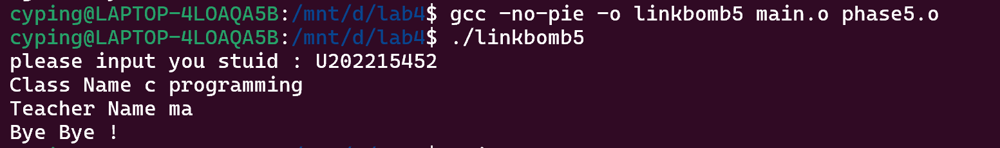 cyping@LAPTOP-4LOAQA5B:/mnt/d/lab4$ gcc -no-pie -o linkbomb5 main.o phase5.o
cyping@LAPTOP-4LOAQA5B:/mnt/d/lab4$ ./linkbomb5
please input you stuid : U202215452
Class Name c programming
Teacher Name ma
Bye Bye !